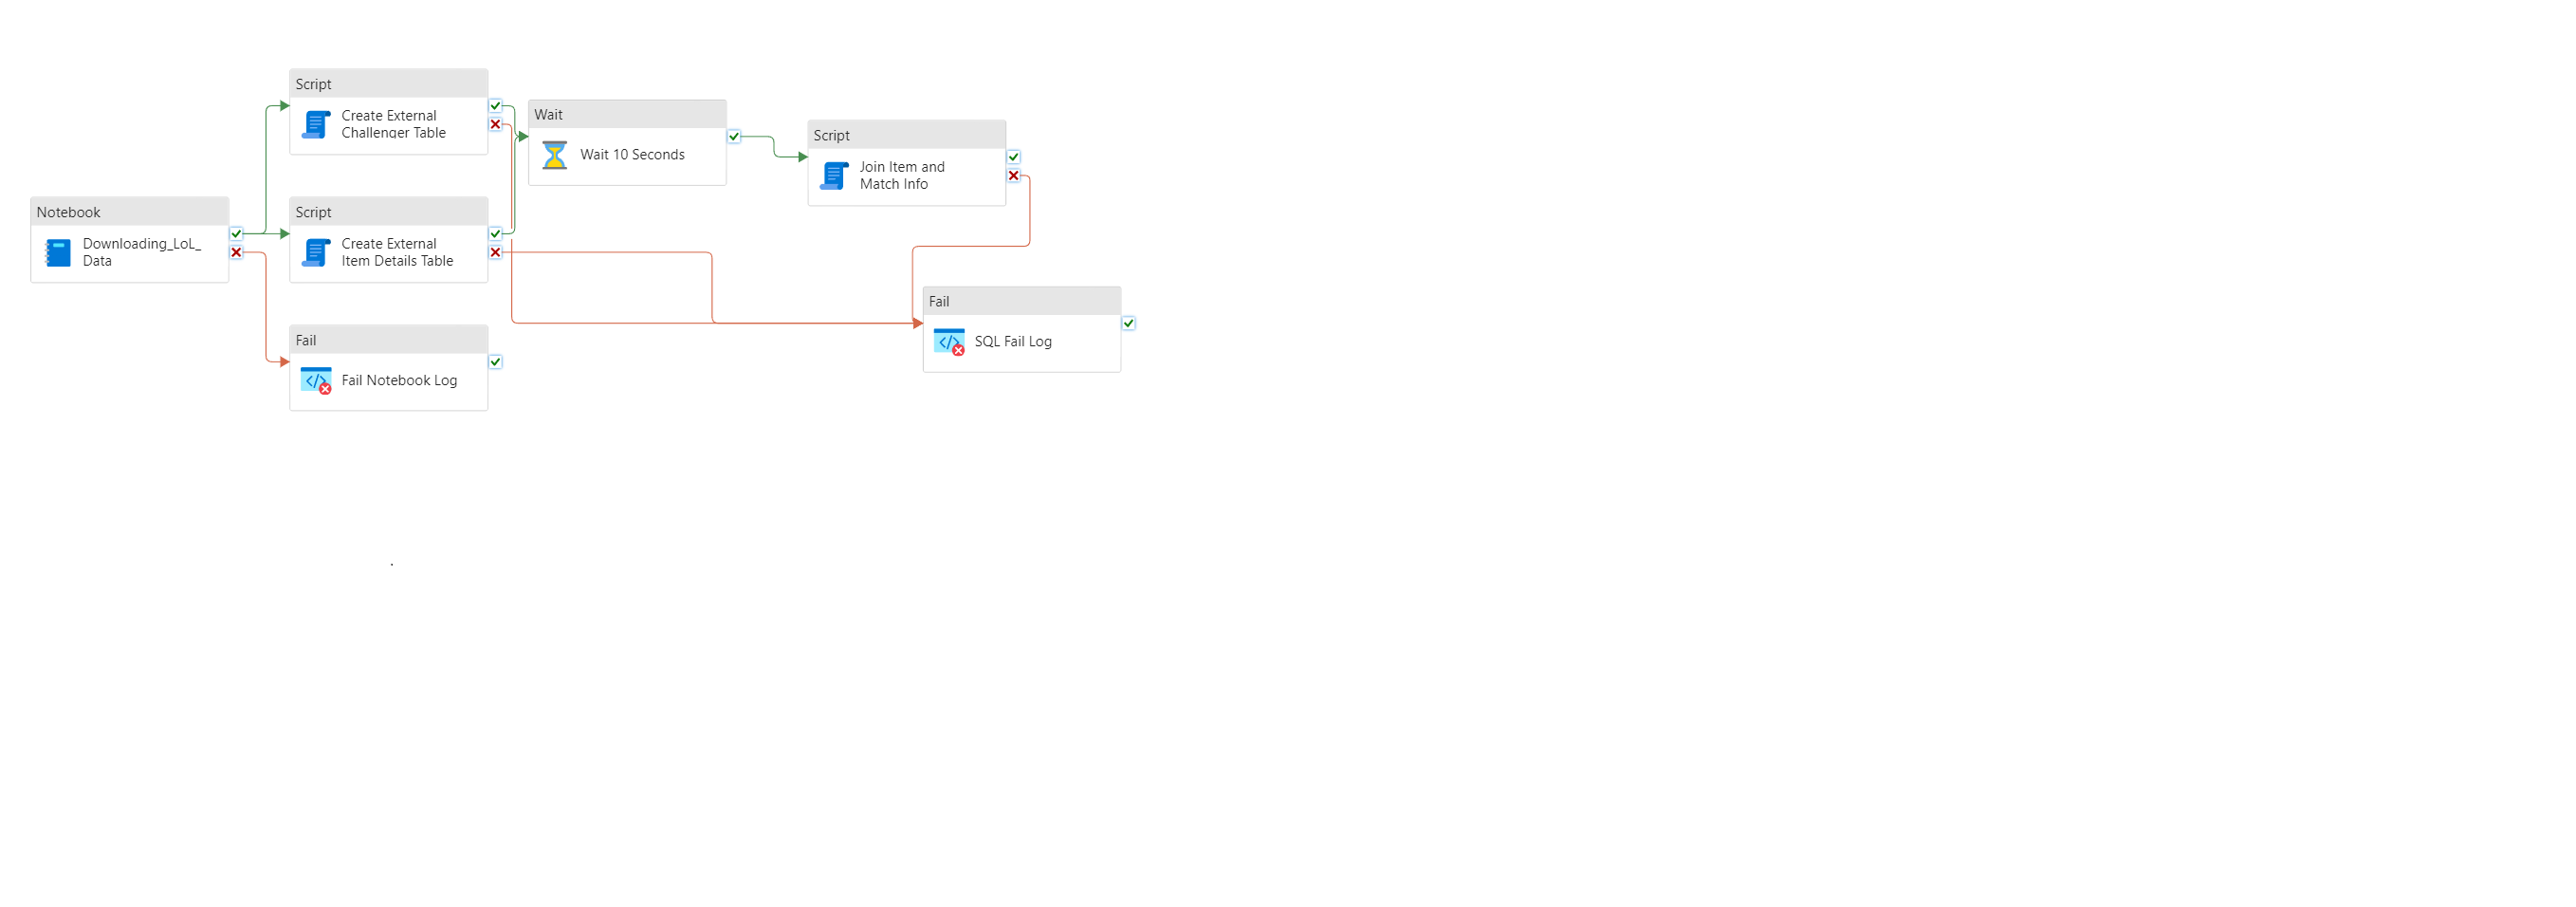 Script
Create External
Challenger Table
Wait
Wait 10 Seconds
Script
Join Item and
Match Info
Notebook
Downloading_LoL_
Data
Script
Create External
Item Details Table
Fail
SQL Fail Log
Fail
Fail Notebook Log